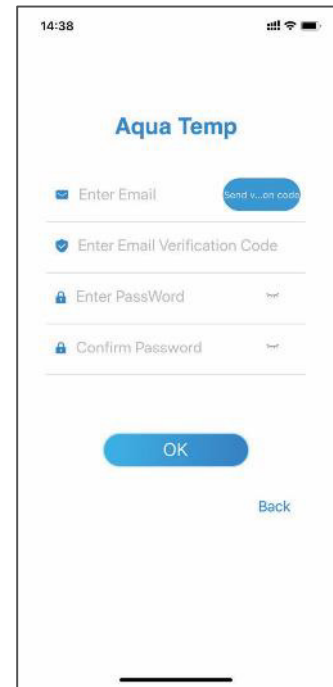 14:38
Aqua Temp
Enter Email
Send v...on code
Enter Email Verification Code
Enter PassWord
Confirm Password
OK
Back